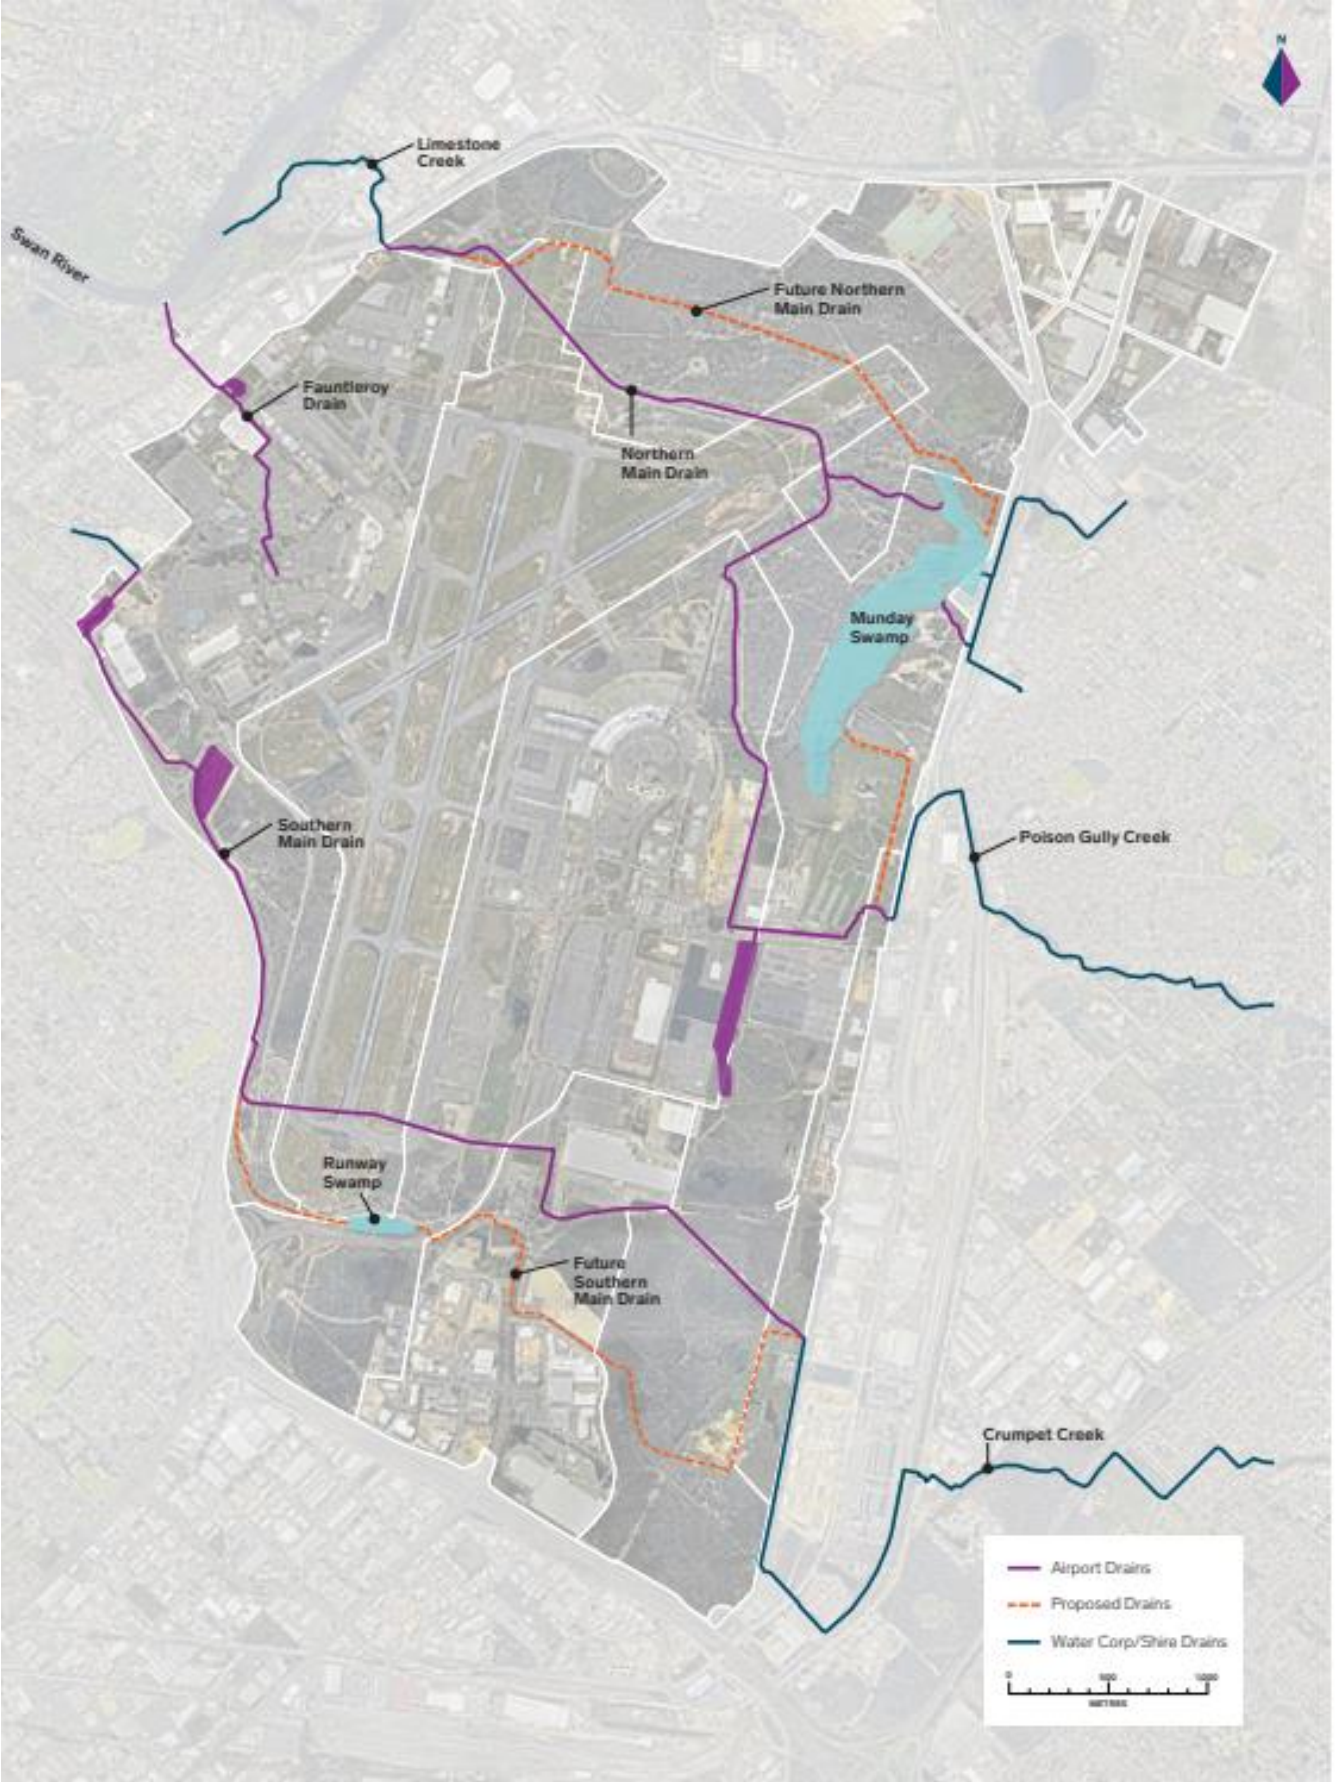 N
Limestone
Creek
Swan River
Future Northern
Main Drain
Fauntleroy
Drain
Northern
Main Drain
Munday
Swamp
Southern
Main Drain
Poison Gully Creek
Runway
Swamp
Future
Southern
Main Drain
Crumpet Creek
Airport Drains
Proposed Drains
Water Corp/Shire Drains
0 500 1,000
METRES